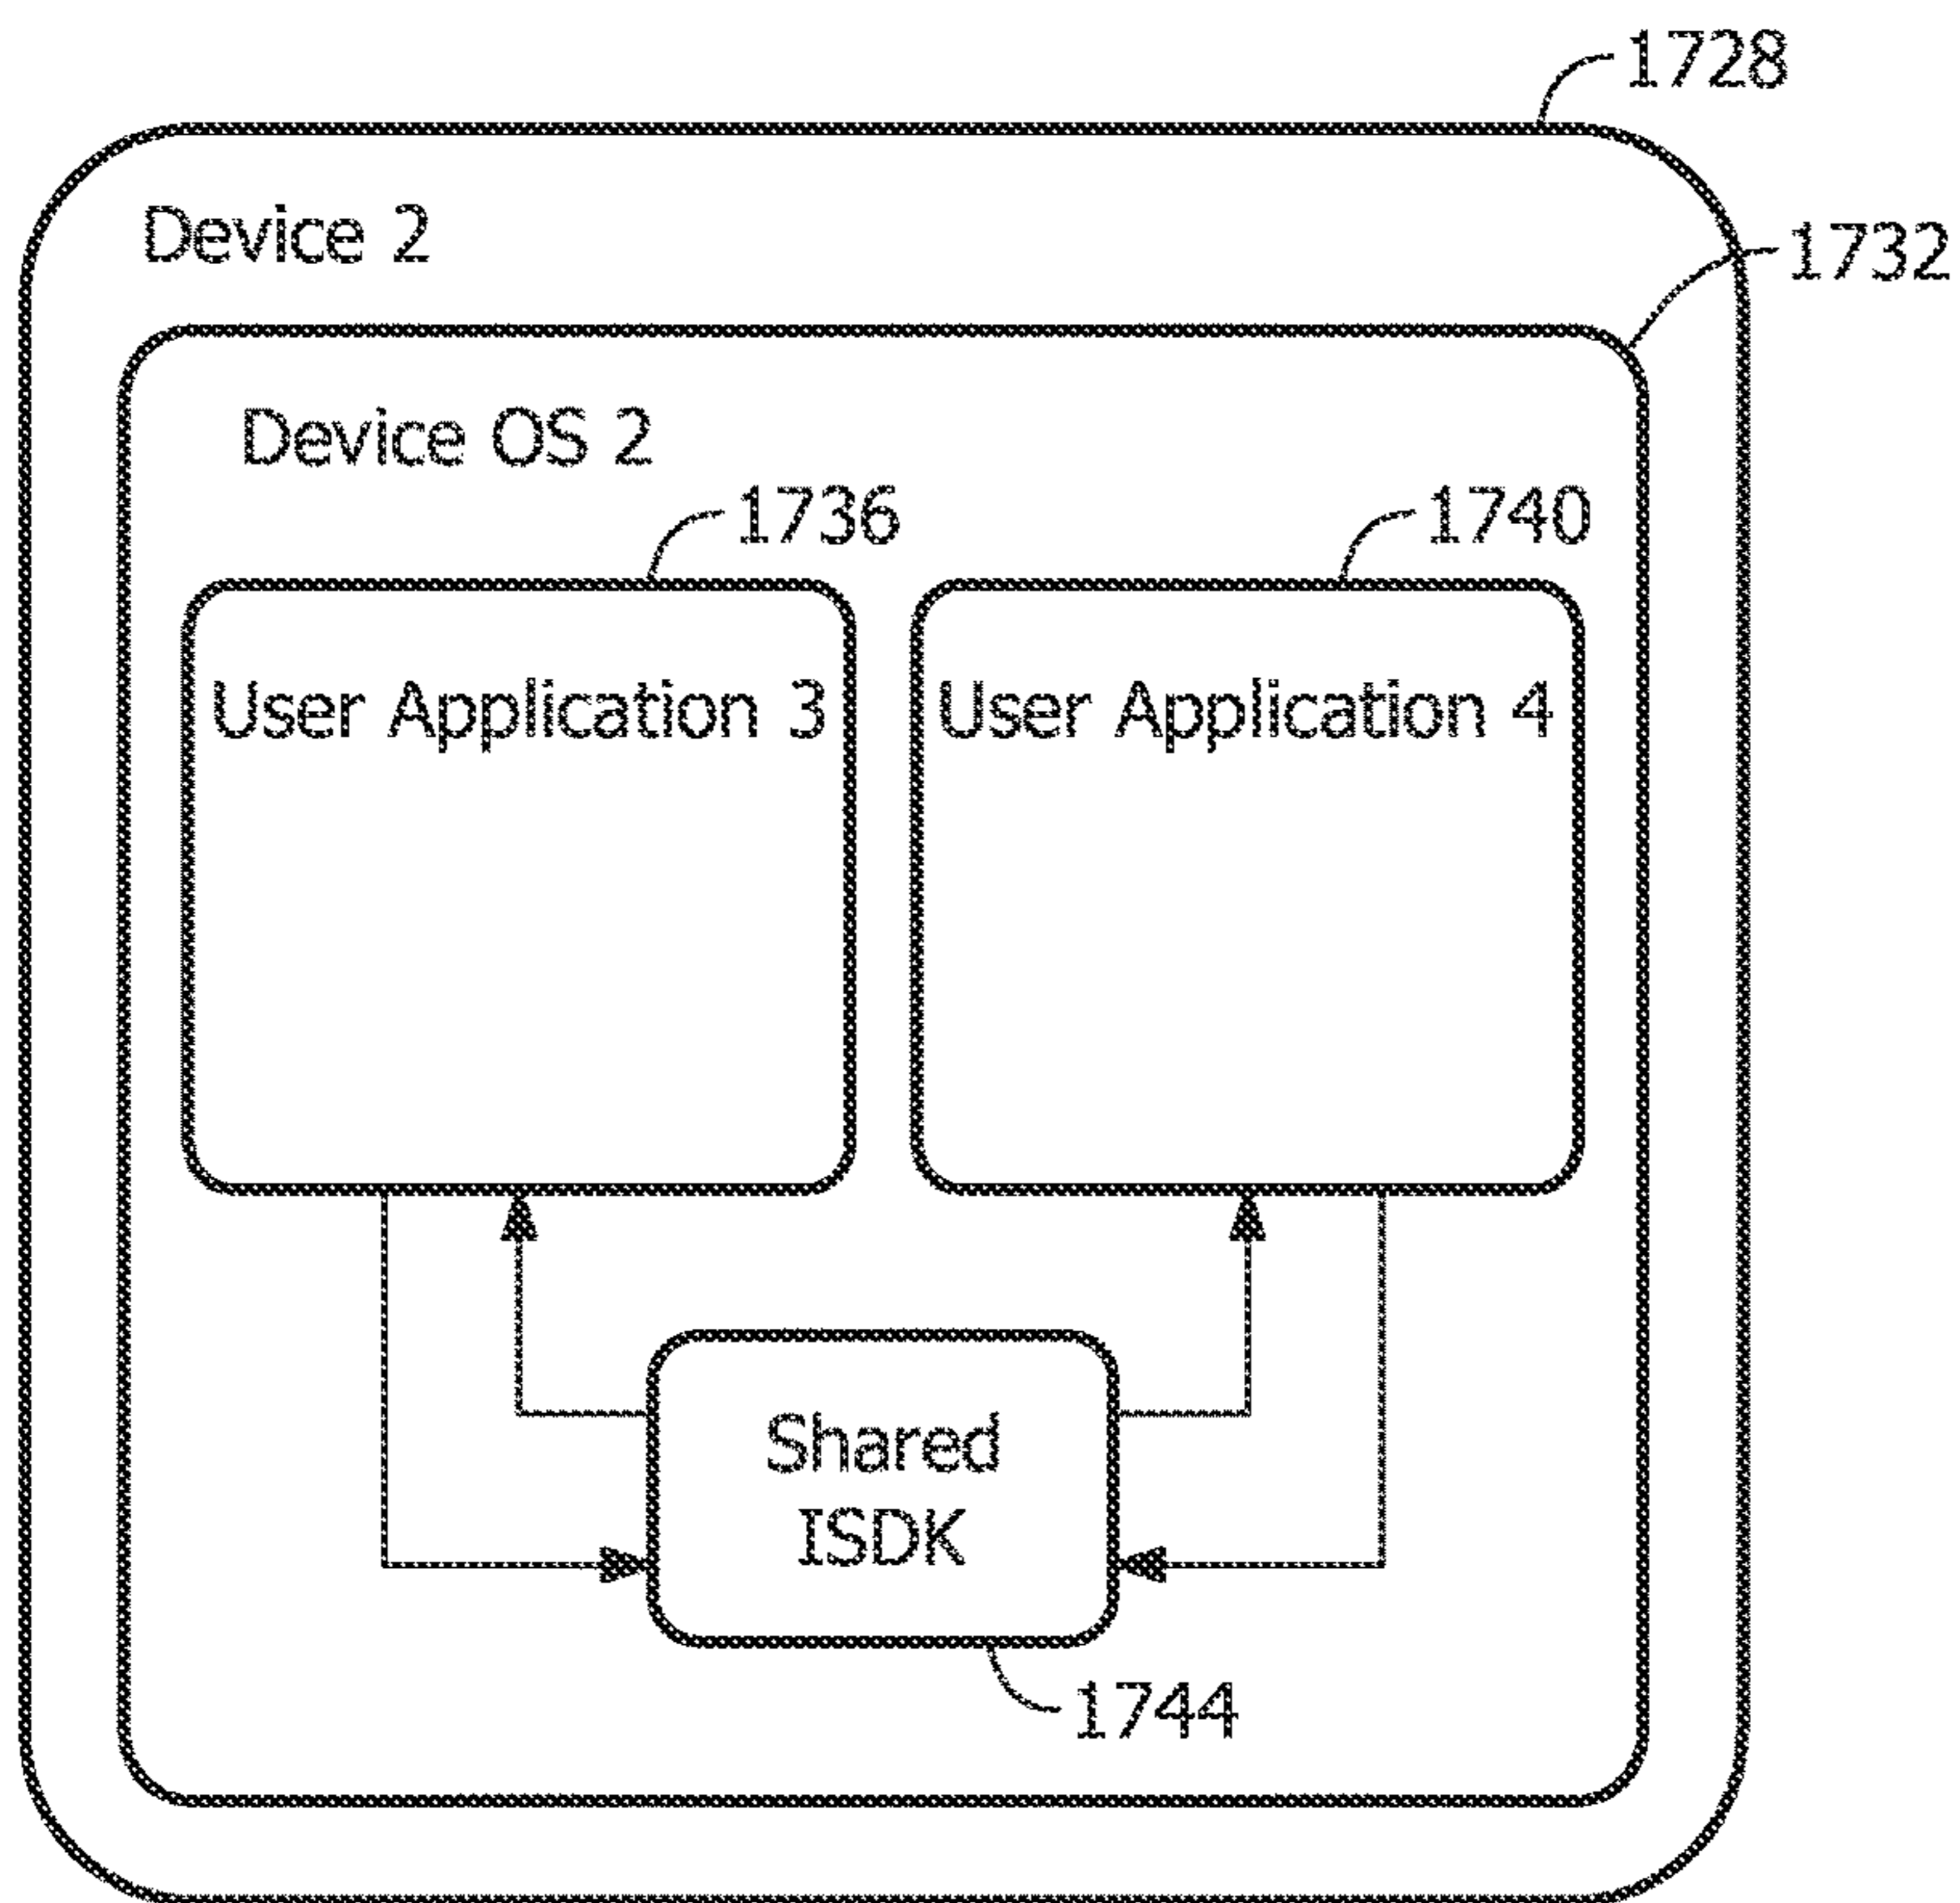 1728
Device 2
1732
Device OS 2
1736
1740
User Application 3
User Application 4
Shared
ISDK
1744